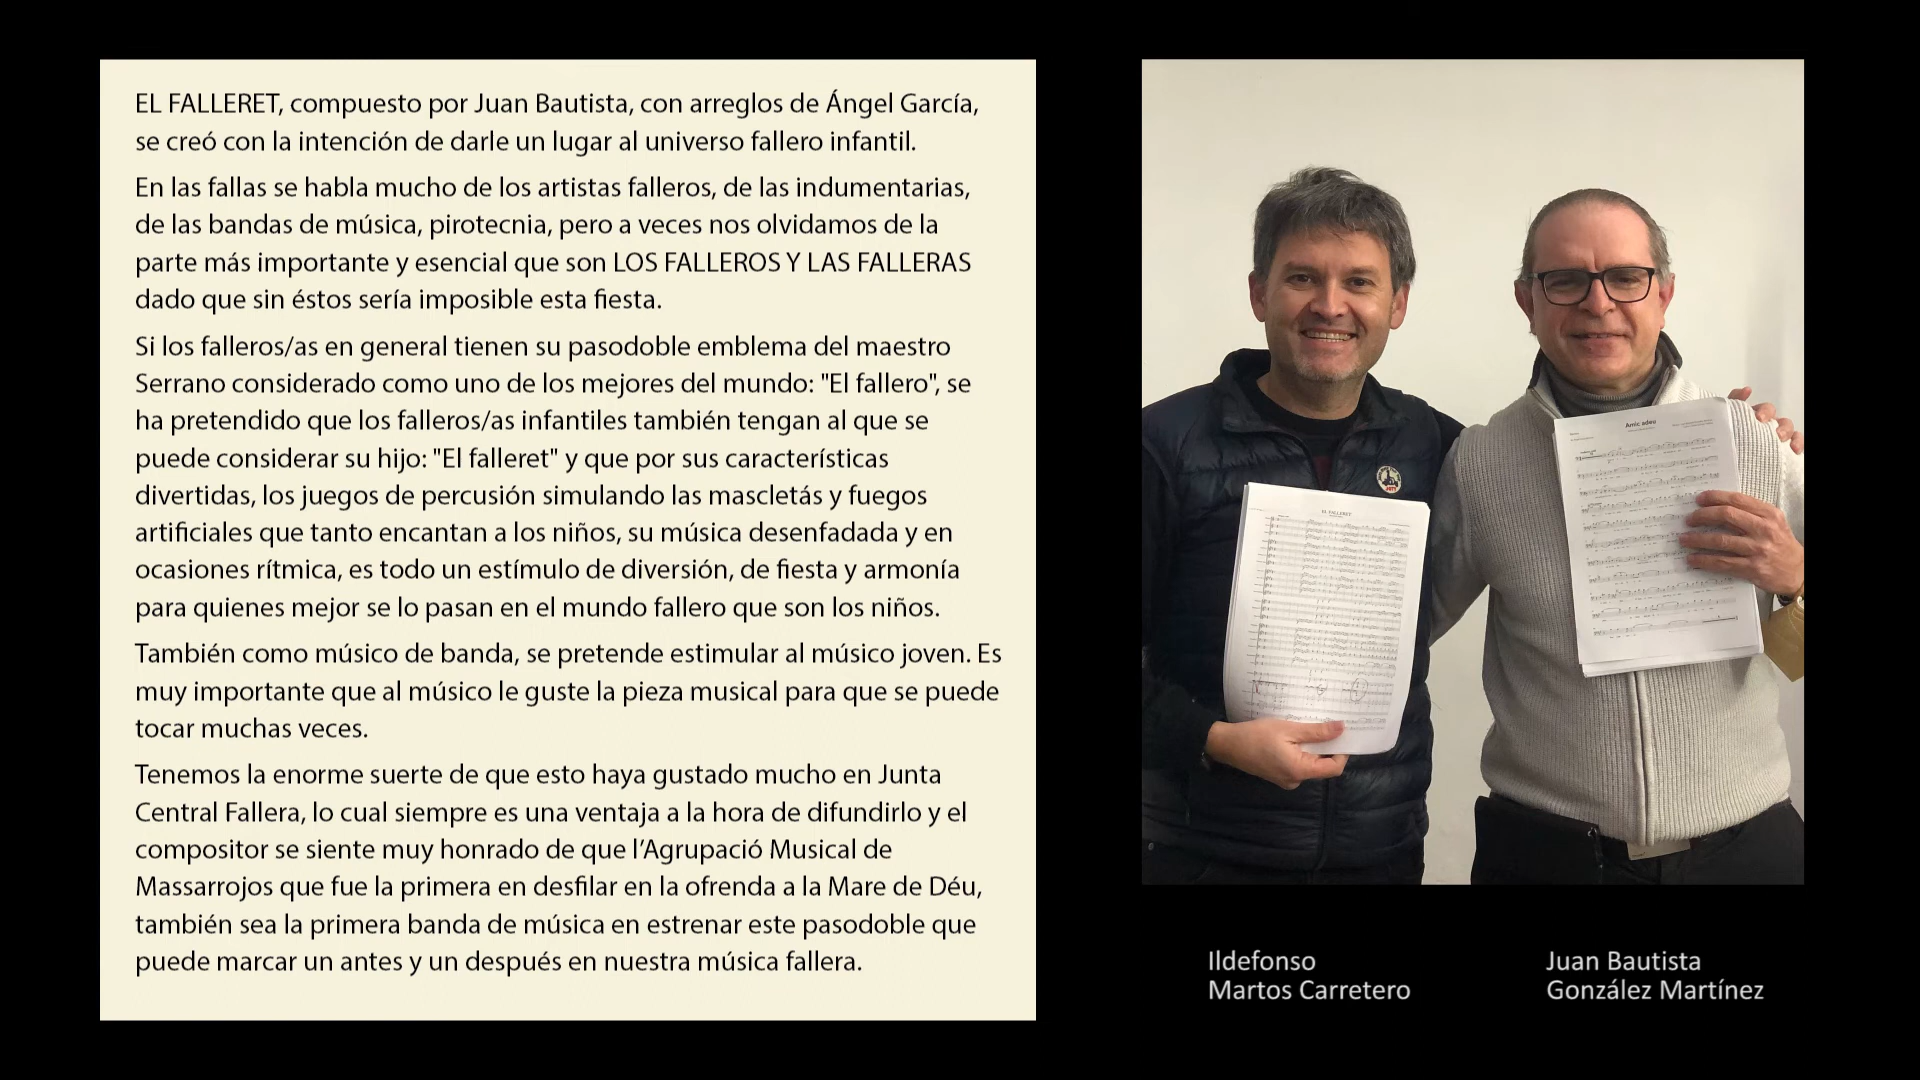 EL FALLERET, compuesto por Juan Bautista, con arreglos de Ángel García,
se creó con la intención de darle un lugar al universo fallero infantil.
En las fallas se habla mucho de los artistas falleros, de las indumentarias,
de las bandas de música, pirotecnia, pero a veces nos olvidamos de la
parte más importante y esencial que son LOS FALLEROS Y LAS FALLERAS
dado que sin éstos sería imposible esta fiesta.
Si los falleros/as en general tienen su pasodoble emblema del maestro
Serrano considerado como uno de los mejores del mundo: "El fallero", se
ha pretendido que los falleros/as infantiles también tengan al que se
puede considerar su hijo: "El falleret" y que por sus características
divertidas, los juegos de percusión simulando las mascletás y fuegos
artificiales que tanto encantan a los niños, su música desenfadada y en
ocasiones rítmica, es todo un estímulo de diversión, de fiesta y armonía
para quienes mejor se lo pasan en el mundo fallero que son los niños.
También como músico de banda, se pretende estimular al músico joven. Es
muy importante que al músico le guste la pieza musical para que se puede
tocar muchas veces.
Tenemos la enorme suerte de que esto haya gustado mucho en Junta
Central Fallera, lo cual siempre es una ventaja a la hora de difundirlo y el
compositor se siente muy honrado de que l’Agrupació Musical de
Massarrojos que fue la primera en desfilar en la ofrenda a la Mare de Déu,
también sea la primera banda de música en estrenar este pasodoble que
puede marcar un antes y un después en nuestra música fallera.
EL FALLERET
Amic adeu
Ildefonso
Martos Carretero
Juan Bautista
González Martínez